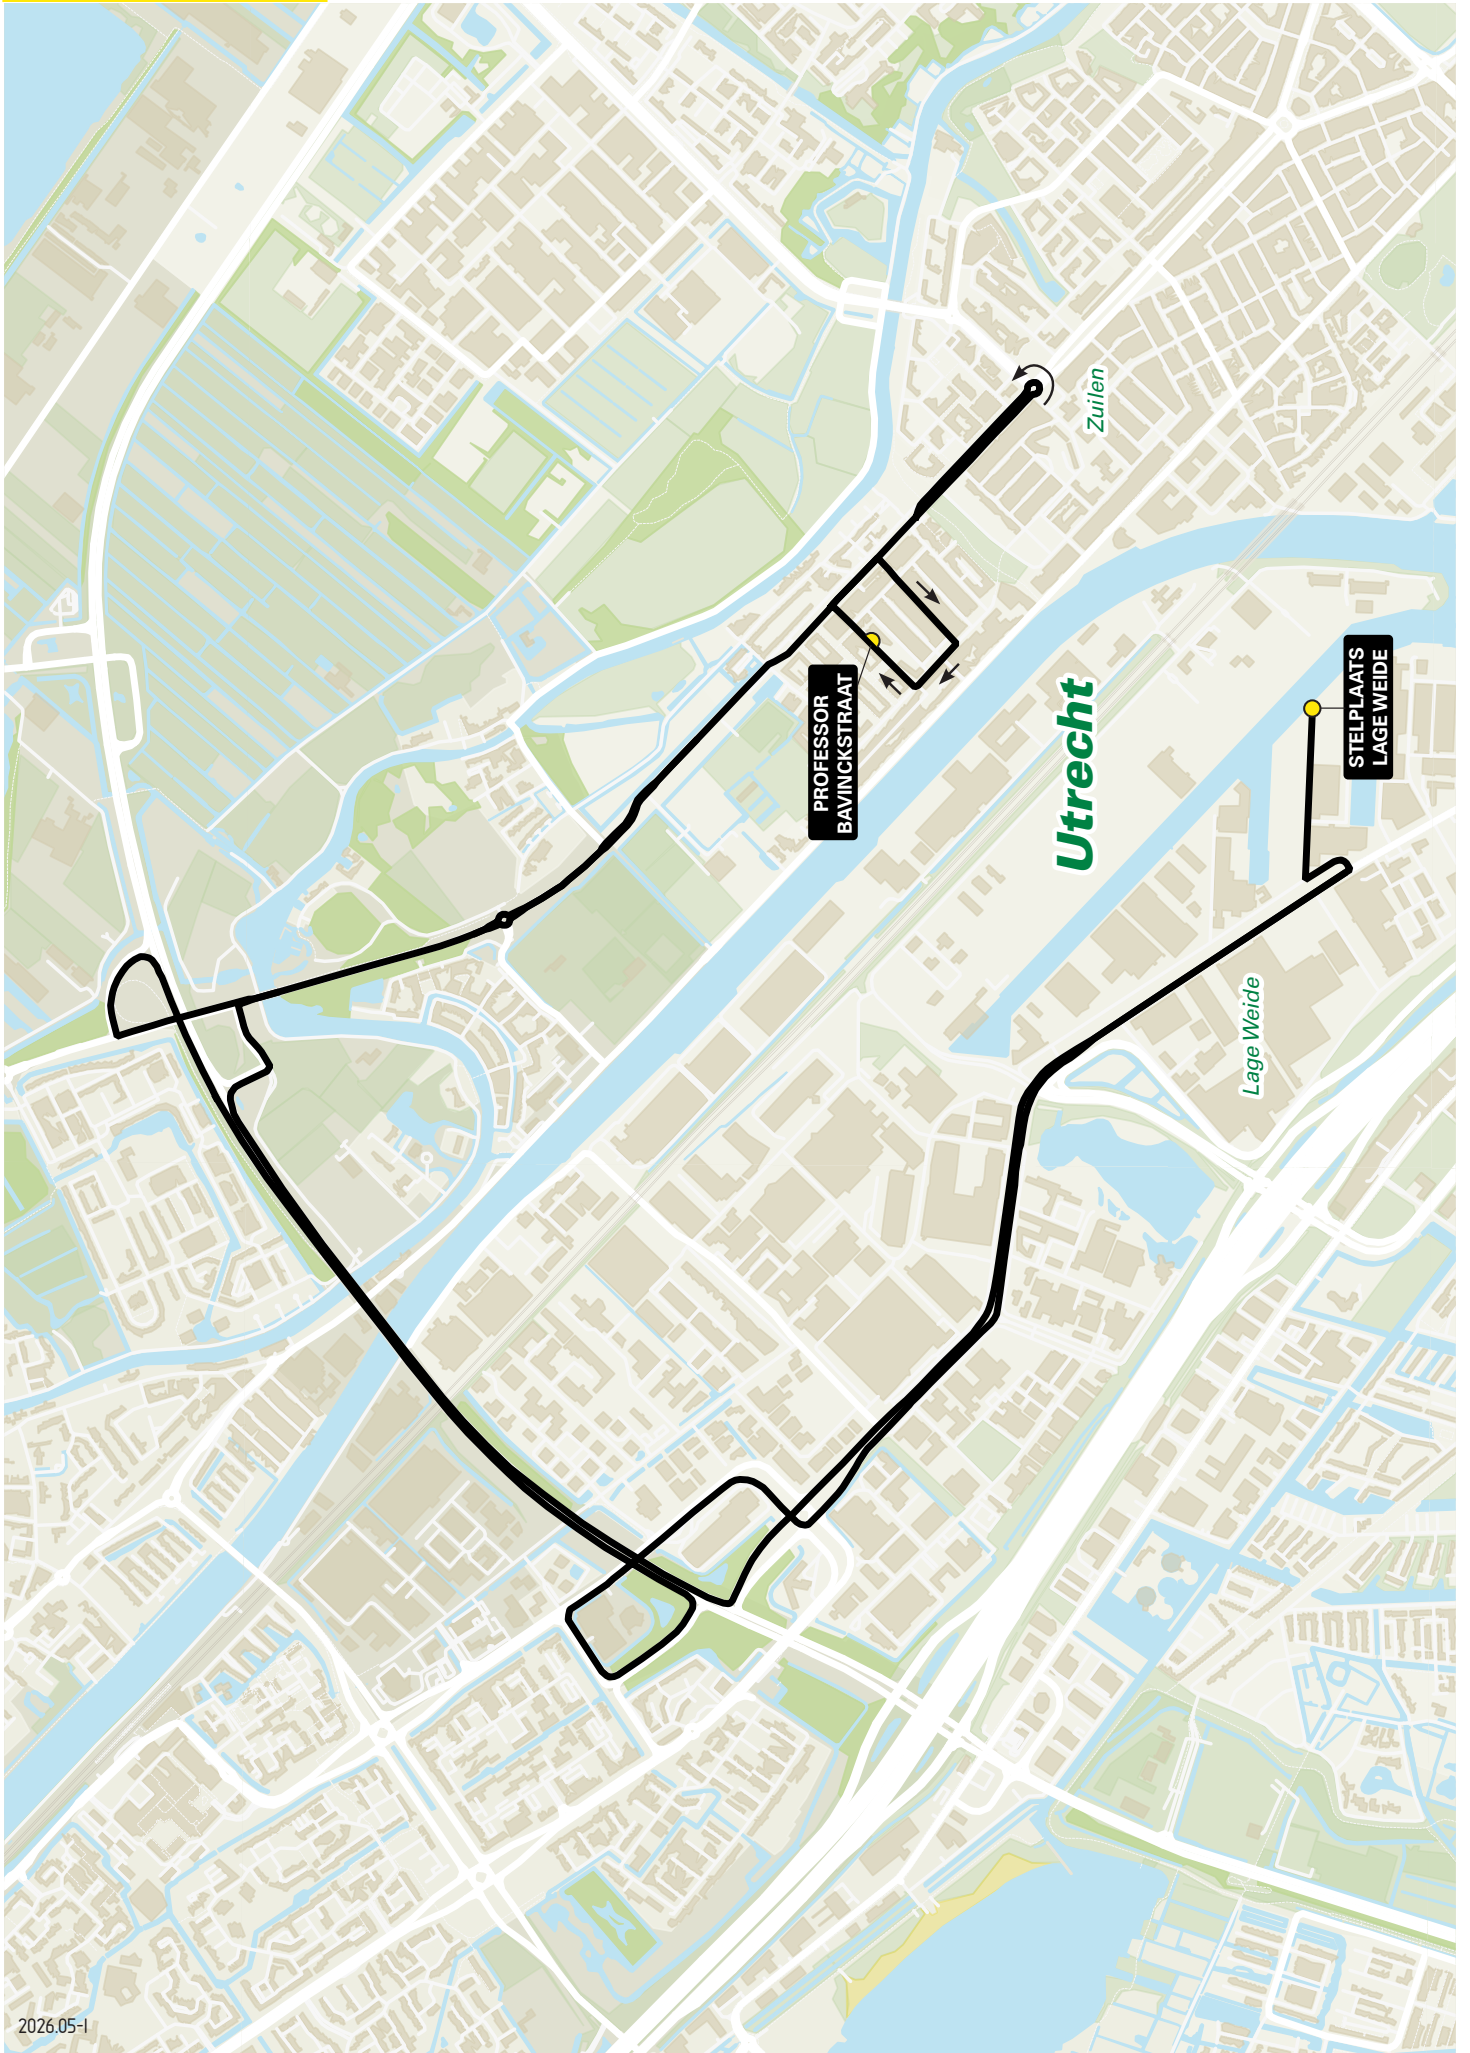 Zuilen
PROFESSOR
BAVINCKSTRAAT
Utrecht
STELPLAATS
LAGE WEIDE
Lage Weide
2026.05-I